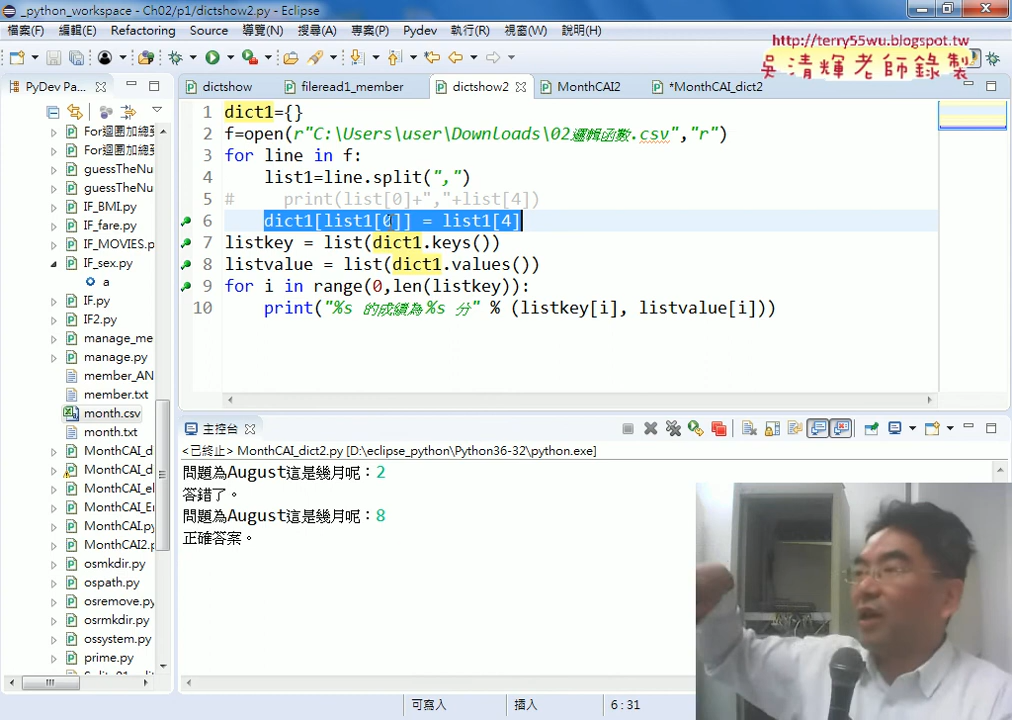 _python_workspace - Ch02/p1/dictshow2.py - Eclipse
檔案(F) 編輯(E) Refactoring Source 導覽(N) 搜尋(A) 專案(P) Pydev 執行(R) 視窗(W) 說明(H)
http://terry55wu.blogspot.tw
吳清輝老師錄製
PyDev Pa...
dictshow
fileread1_member
dictshow2
MonthCAI2
*MonthCAI_dict2
For迴圈加總到
For迴圈加總到
guessTheNu
guessTheNu
IF_BMI.py
IF_fare.py
IF_MOVIES.p
IF_sex.py
a
IF.py
IF2.py
manage_me
manage.py
member_AN
member.txt
month.csv
month.txt
MonthCAI_d
MonthCAI_d
MonthCAI_el
MonthCAI_Er
MonthCAI.py
MonthCAI2.p
osmkdir.py
ospath.py
osremove.py
osrmkdir.py
ossystem.py
prime.py
1 dict1={}
2 f=open(r"C:\Users\user\Downloads\02邏輯函數.csv","r")
3 for line in f:
4 list1=line.split(",")
5 # print(list[0]+","+list[4])
6 dict1[list1[0]] = list1[4]
7 listkey = list(dict1.keys())
8 listvalue = list(dict1.values())
9 for i in range(0,len(listkey)):
10 print("%s 的成績為%s 分" % (listkey[i], listvalue[i]))
主控台
<已終止> MonthCAI_dict2.py [D:\eclipse_python\Python36-32\python.exe]
問題為August這是幾月呢：2
答錯了。
問題為August這是幾月呢：8
正確答案。
可寫入 插入 6:31